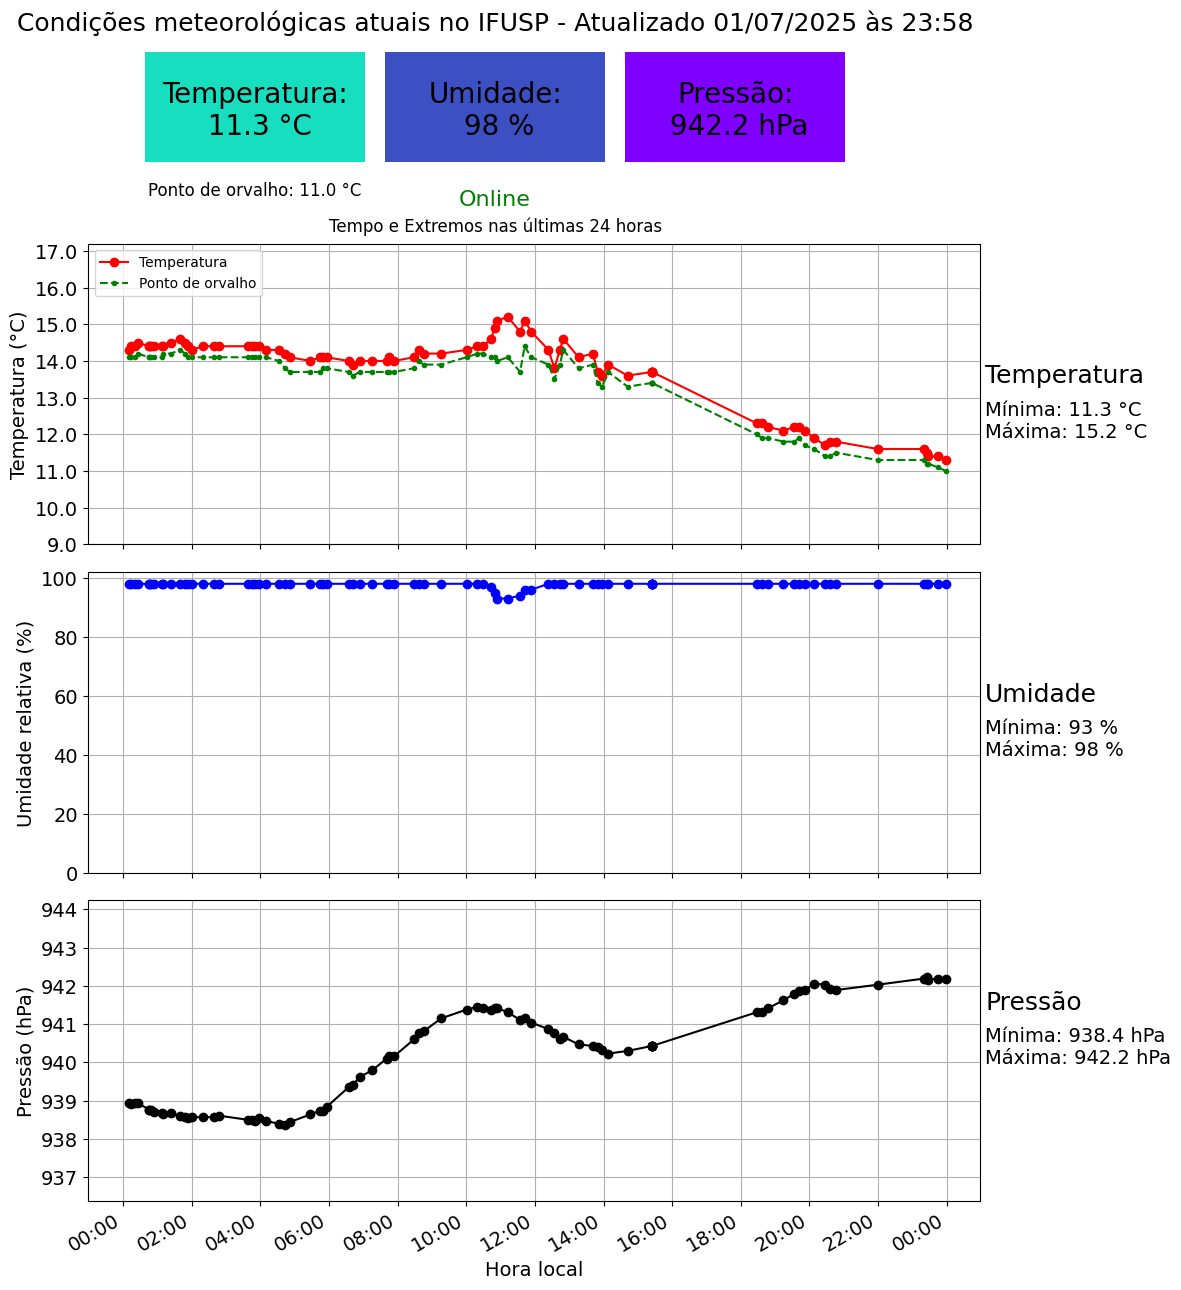 Condições meteorológicas atuais no IFUSP - Atualizado 01/07/2025 às 23:58
Temperatura:
11.3 °C
Umidade:
98 %
Pressão:
942.2 hPa
Ponto de orvalho: 11.0 °C
Online
Tempo e Extremos nas últimas 24 horas
Temperatura (°C)
17.0
16.0
15.0
14.0
13.0
12.0
11.0
10.0
9.0
Temperatura
Ponto de orvalho
Temperatura
Mínima: 11.3 °C
Máxima: 15.2 °C
Umidade relativa (%)
100
80
60
40
20
0
Umidade
Mínima: 93 %
Máxima: 98 %
Pressão (hPa)
944
943
942
941
940
939
938
937
Pressão
Mínima: 938.4 hPa
Máxima: 942.2 hPa
00:00
02:00
04:00
06:00
08:00
10:00
12:00
14:00
16:00
18:00
20:00
22:00
00:00
Hora local